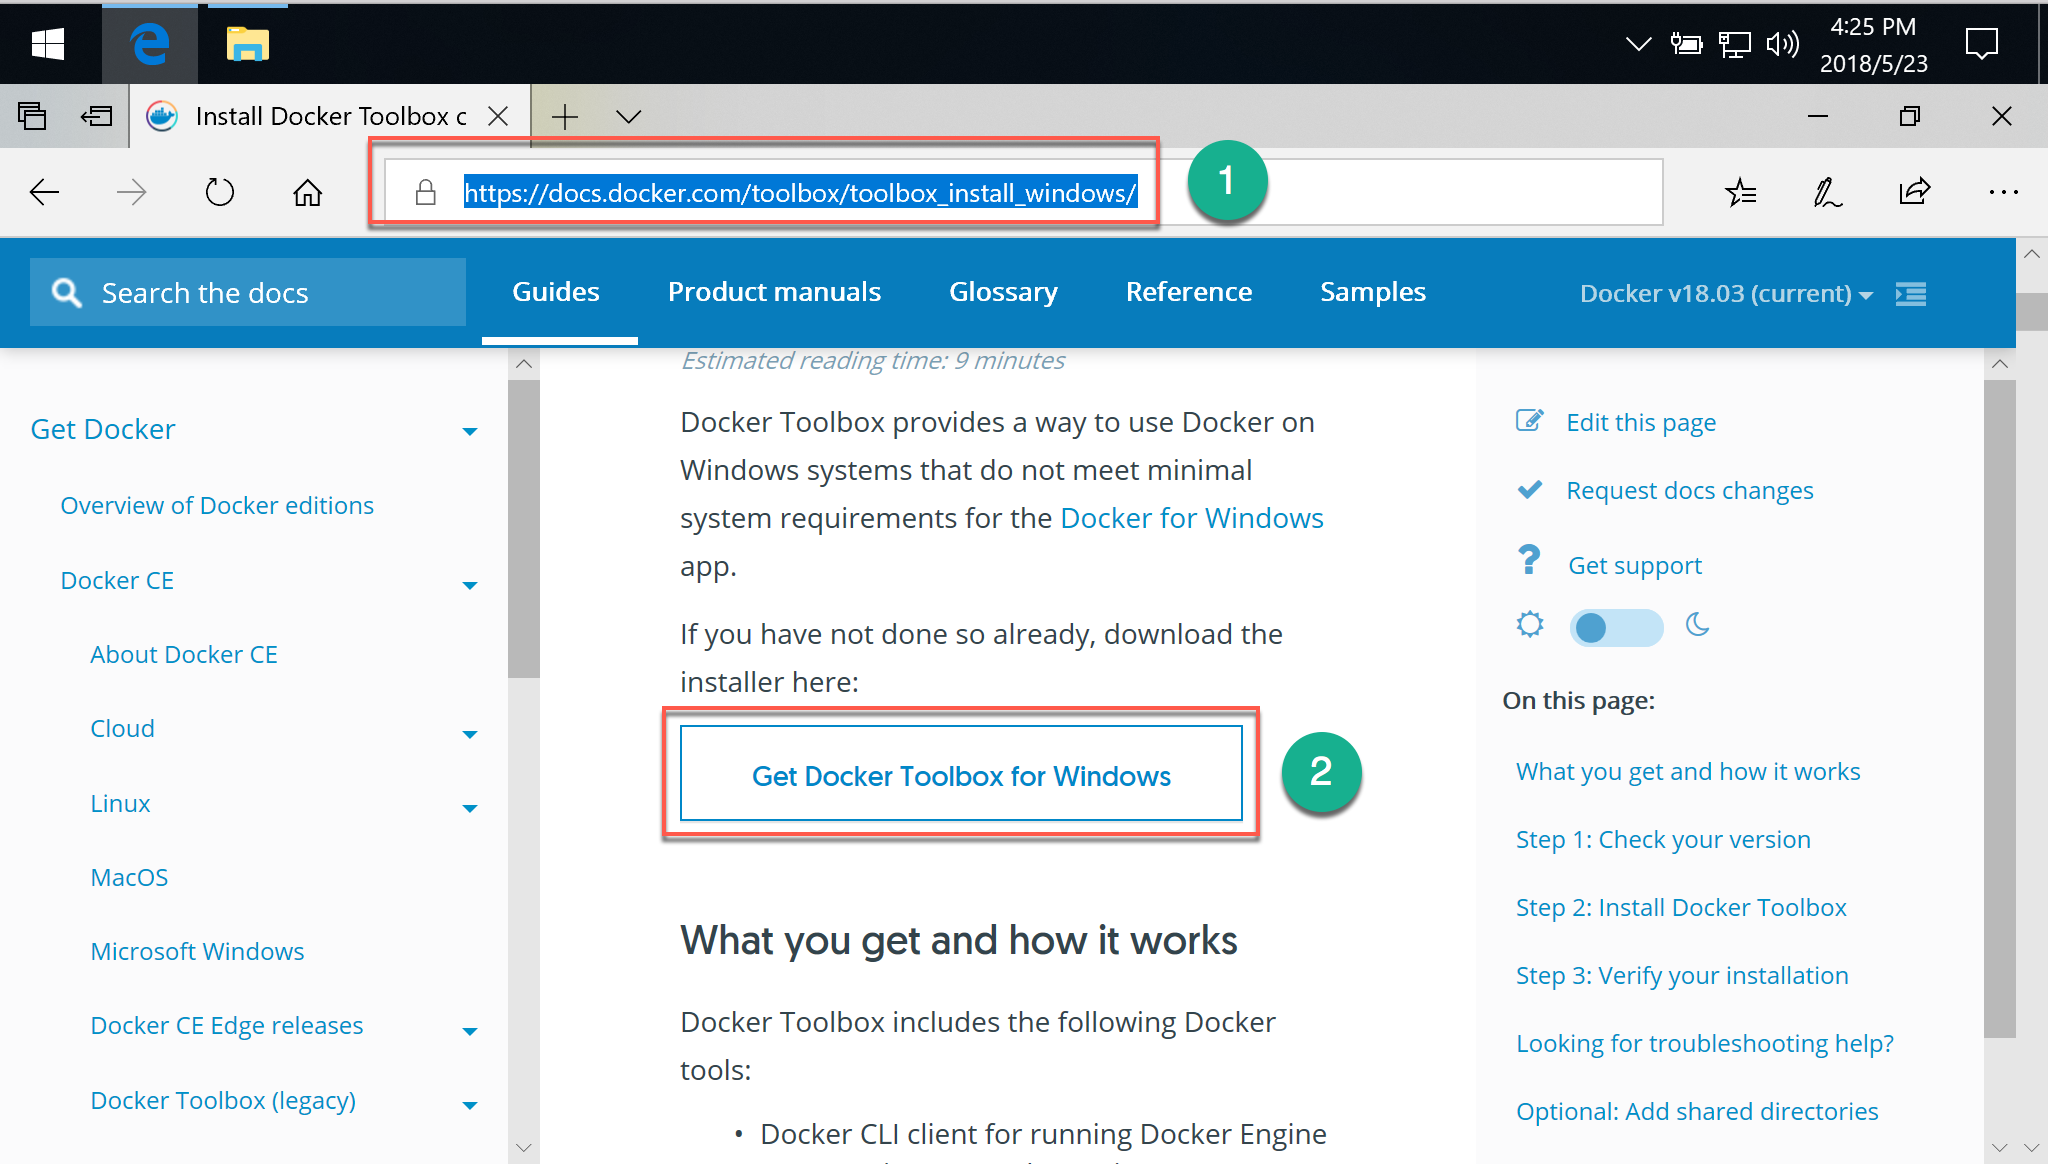 4:25 PM
2018/5/23
Install Docker Toolbox c
https://docs.docker.com/toolbox/toolbox_install_windows/
1
Search the docs
Guides
Product manuals
Glossary
Reference
Samples
Docker v18.03 (current)
Get Docker
Overview of Docker editions
Docker CE
About Docker CE
Cloud
Linux
MacOS
Microsoft Windows
Docker CE Edge releases
Docker Toolbox (legacy)
Estimated reading time: 9 minutes
Docker Toolbox provides a way to use Docker on
Windows systems that do not meet minimal
system requirements for the Docker for Windows
app.
If you have not done so already, download the
installer here:
Get Docker Toolbox for Windows
2
What you get and how it works
Docker Toolbox includes the following Docker
tools:
• Docker CLI client for running Docker Engine
Edit this page
Request docs changes
Get support
On this page:
What you get and how it works
Step 1: Check your version
Step 2: Install Docker Toolbox
Step 3: Verify your installation
Looking for troubleshooting help?
Optional: Add shared directories